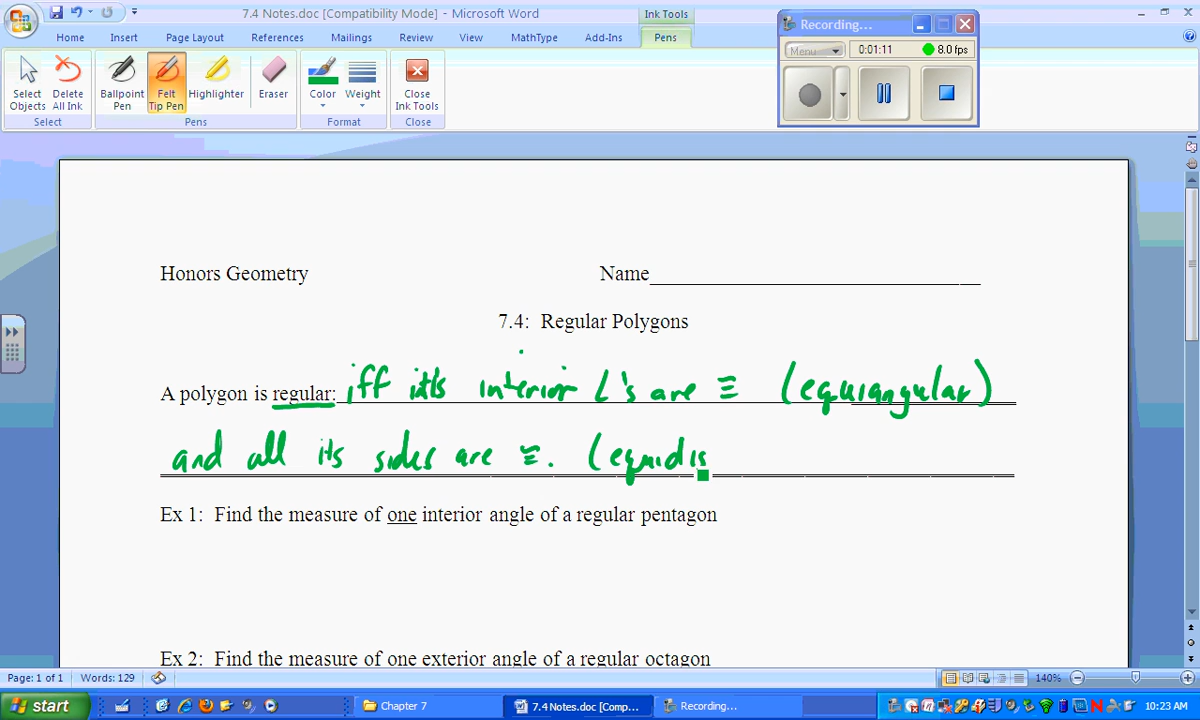 7.4 Notes.doc [Compatibility Mode] - Microsoft Word
Ink Tools
Recording...
Home Insert Page Layout References Mailings Review View MathType Add-Ins Pens
Menu 0:01:11 8.0 fps
Select Objects
Delete All Ink
Ballpoint Pen
Felt Tip Pen
Highlighter
Eraser
Color
Weight
Close Ink Tools
Select Pens Format Close
Honors Geometry Name
7.4: Regular Polygons
A polygon is regular: iff it's interior ∠'s are ≅ (equiangular)
and all its sides are ≅. (equidis
Ex 1: Find the measure of one interior angle of a regular pentagon
Ex 2: Find the measure of one exterior angle of a regular octagon
Page: 1 of 1 Words: 129 140%
start Chapter 7 7.4 Notes.doc [Comp... Recording... 10:23 AM